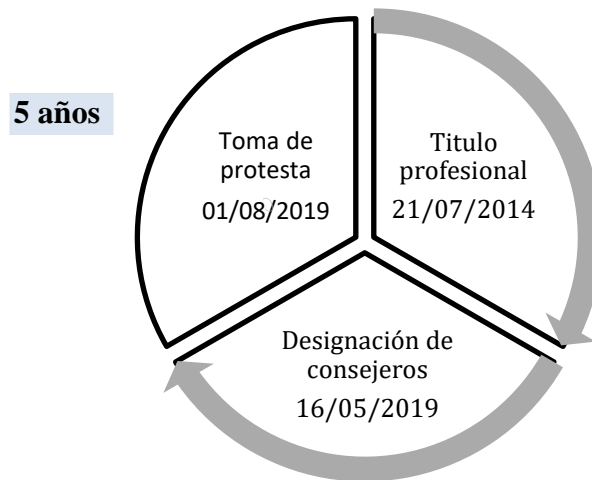 5 años
Toma de
protesta
01/08/2019
Titulo
profesional
21/07/2014
Designación de
consejeros
16/05/2019